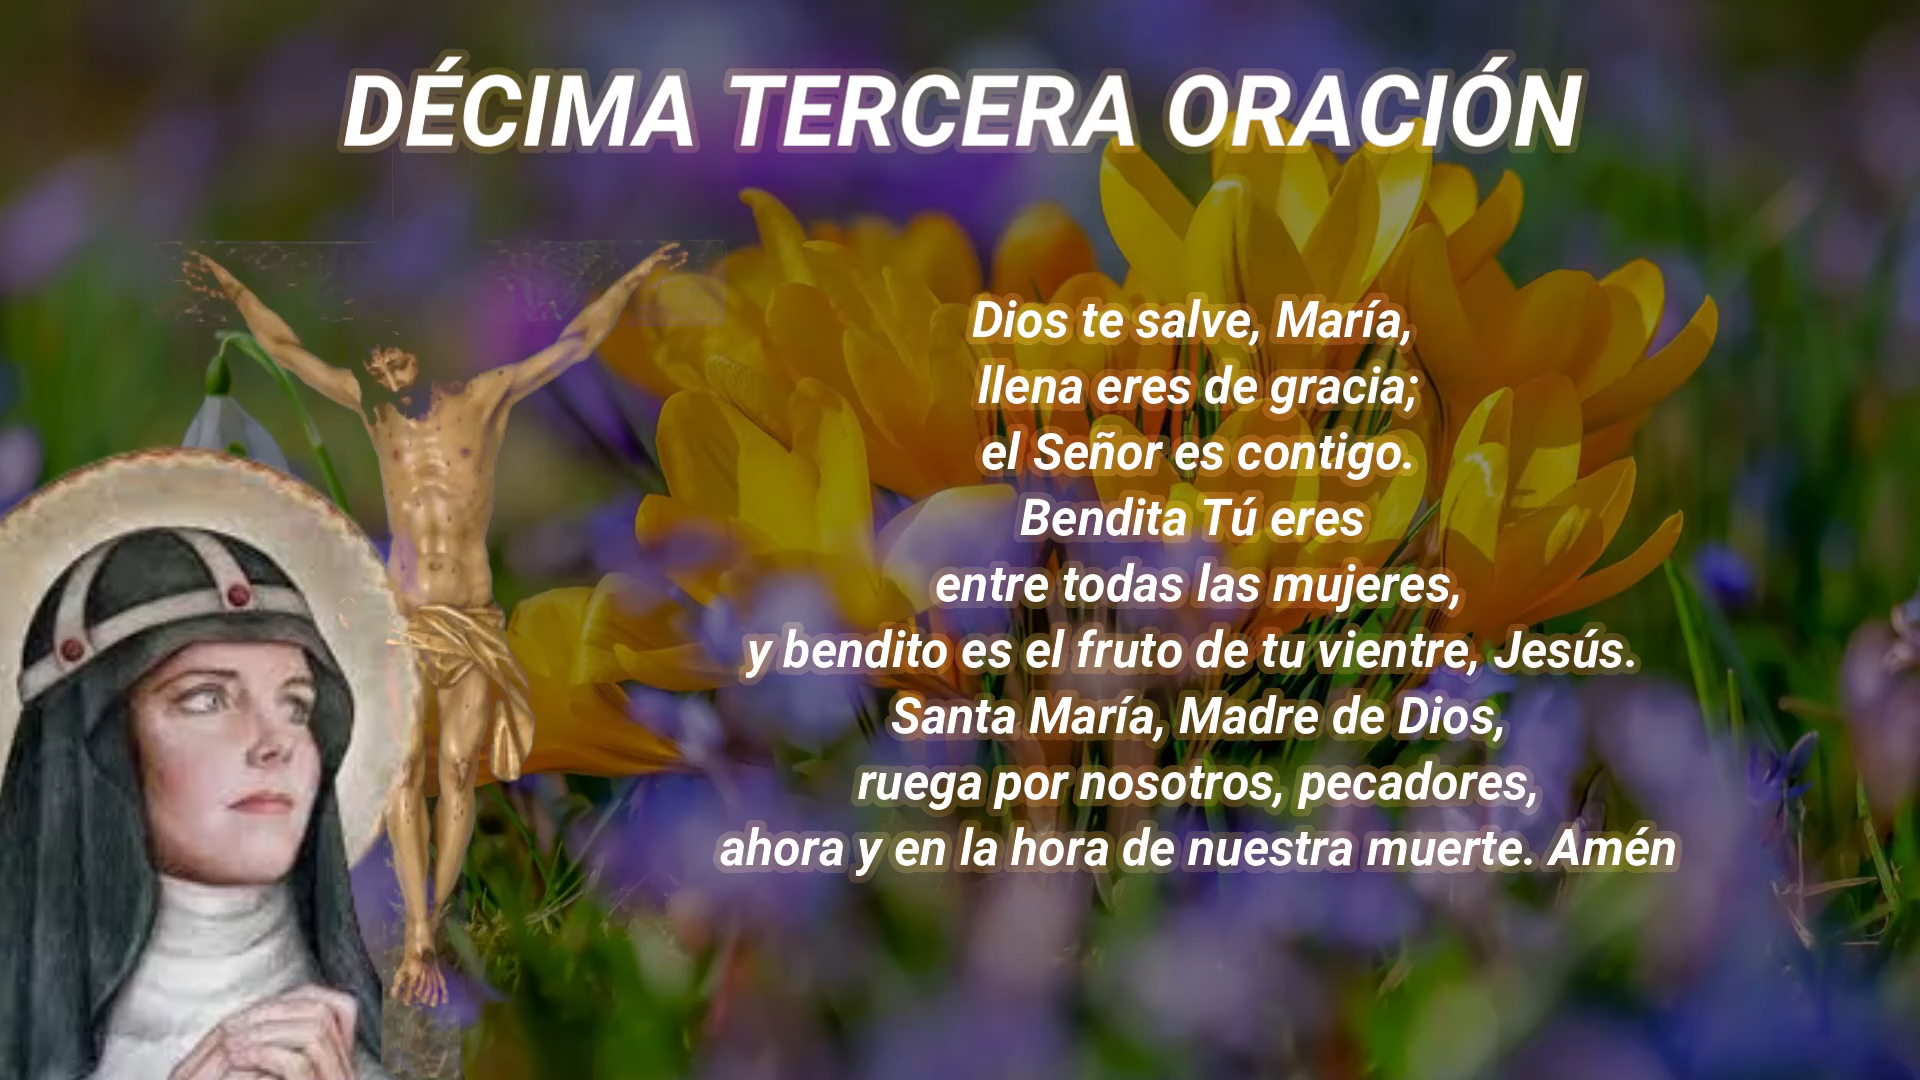 DÉCIMA TERCERA ORACIÓN
Dios te salve, María,
llena eres de gracia;
el Señor es contigo.
Bendita Tú eres
entre todas las mujeres,
y bendito es el fruto de tu vientre, Jesús.
Santa María, Madre de Dios,
ruega por nosotros, pecadores,
ahora y en la hora de nuestra muerte. Amén